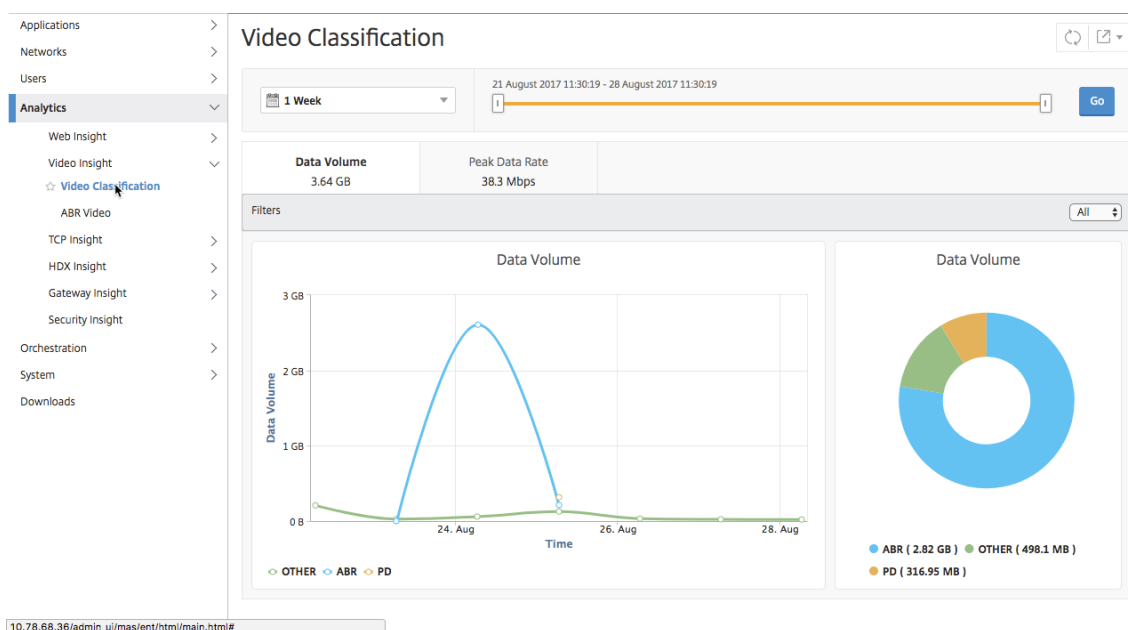 Applications
Networks
Users
Analytics
Web Insight
Video Insight
Video Classification
ABR Video
TCP Insight
HDX Insight
Gateway Insight
Security Insight
Orchestration
System
Downloads
Video Classification
1 Week
21 August 2017 11:30:19 - 28 August 2017 11:30:19
Go
Data Volume
3.64 GB
Peak Data Rate
38.3 Mbps
Filters
All
Data Volume
3 GB
2 GB
1 GB
0 B
Data Volume
24. Aug
26. Aug
28. Aug
Time
OTHER ABR PD
Data Volume
ABR ( 2.82 GB ) OTHER ( 498.1 MB )
PD ( 316.95 MB )
10.78.68.36/admin_ui/mas/ent/html/main.html#